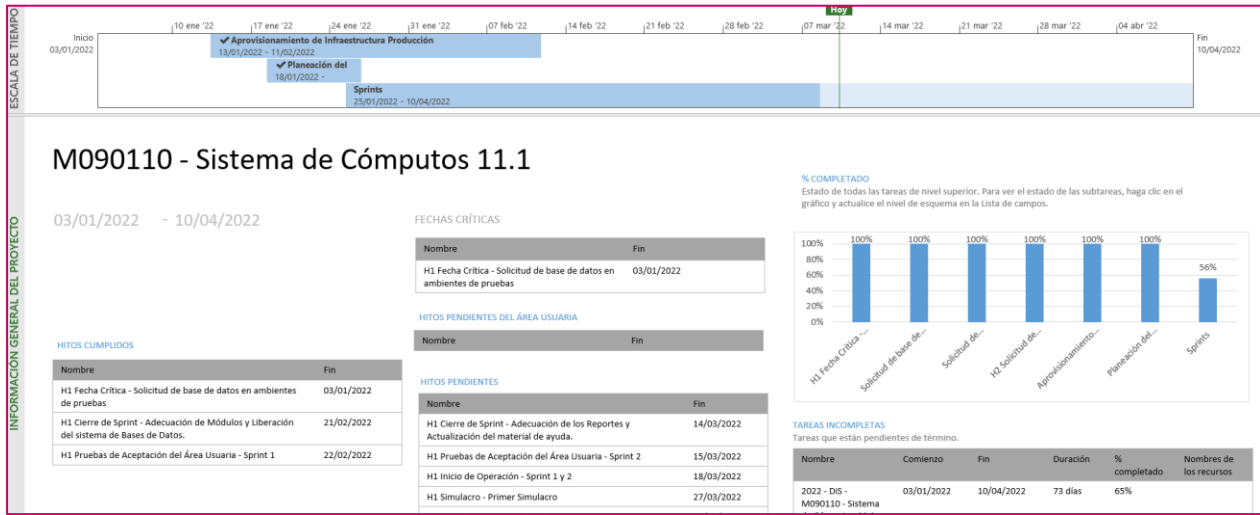 ESCALA DE TIEMPO
Hoy
10 ene '22
17 ene '22
24 ene '22
31 ene '22
07 feb '22
14 feb '22
21 feb '22
28 feb '22
07 mar '22
14 mar '22
21 mar '22
28 mar '22
04 abr '22
Inicio
03/01/2022
Aprovisionamiento de Infraestructura Producción
13/01/2022 - 11/02/2022
Planeación del
18/01/2022 -
Sprints
25/01/2022 - 10/04/2022
Fin
10/04/2022
INFORMACIÓN GENERAL DEL PROYECTO
M090110 - Sistema de Cómputos 11.1
03/01/2022 - 10/04/2022
HITOS CUMPLIDOS
Nombre Fin
H1 Fecha Crítica - Solicitud de base de datos en ambientes 03/01/2022
de pruebas
H1 Cierre de Sprint - Adecuación de Módulos y Liberación 21/02/2022
del sistema de Bases de Datos.
H1 Pruebas de Aceptación del Área Usuaria - Sprint 1 22/02/2022
FECHAS CRÍTICAS
Nombre Fin
H1 Fecha Crítica - Solicitud de base de datos en 03/01/2022
ambientes de pruebas
HITOS PENDIENTES DEL ÁREA USUARIA
Nombre Fin
HITOS PENDIENTES
Nombre Fin
H1 Cierre de Sprint - Adecuación de los Reportes y 14/03/2022
Actualización del material de ayuda.
H1 Pruebas de Aceptación del Área Usuaria - Sprint 2 15/03/2022
H1 Inicio de Operación - Sprint 1 y 2 18/03/2022
H1 Simulacro - Primer Simulacro 27/03/2022
% COMPLETADO
Estado de todas las tareas de nivel superior. Para ver el estado de las subtareas, haga clic en el
gráfico y actualice el nivel de esquema en la Lista de campos.
100%
80%
60%
40%
20%
0%
100% 100% 100% 100% 100% 100% 56%
H1 Fecha Crítica -...
Solicitud de base de...
Solicitud de...
H2 Solicitud de...
Aprovisionamiento...
Planeación del...
Sprints
TAREAS INCOMPLETAS
Tareas que están pendientes de término.
Nombre Comienzo Fin Duración % completado Nombres de los recursos
2022 - DIS - 03/01/2022 10/04/2022 73 días 65%
M090110 - Sistema